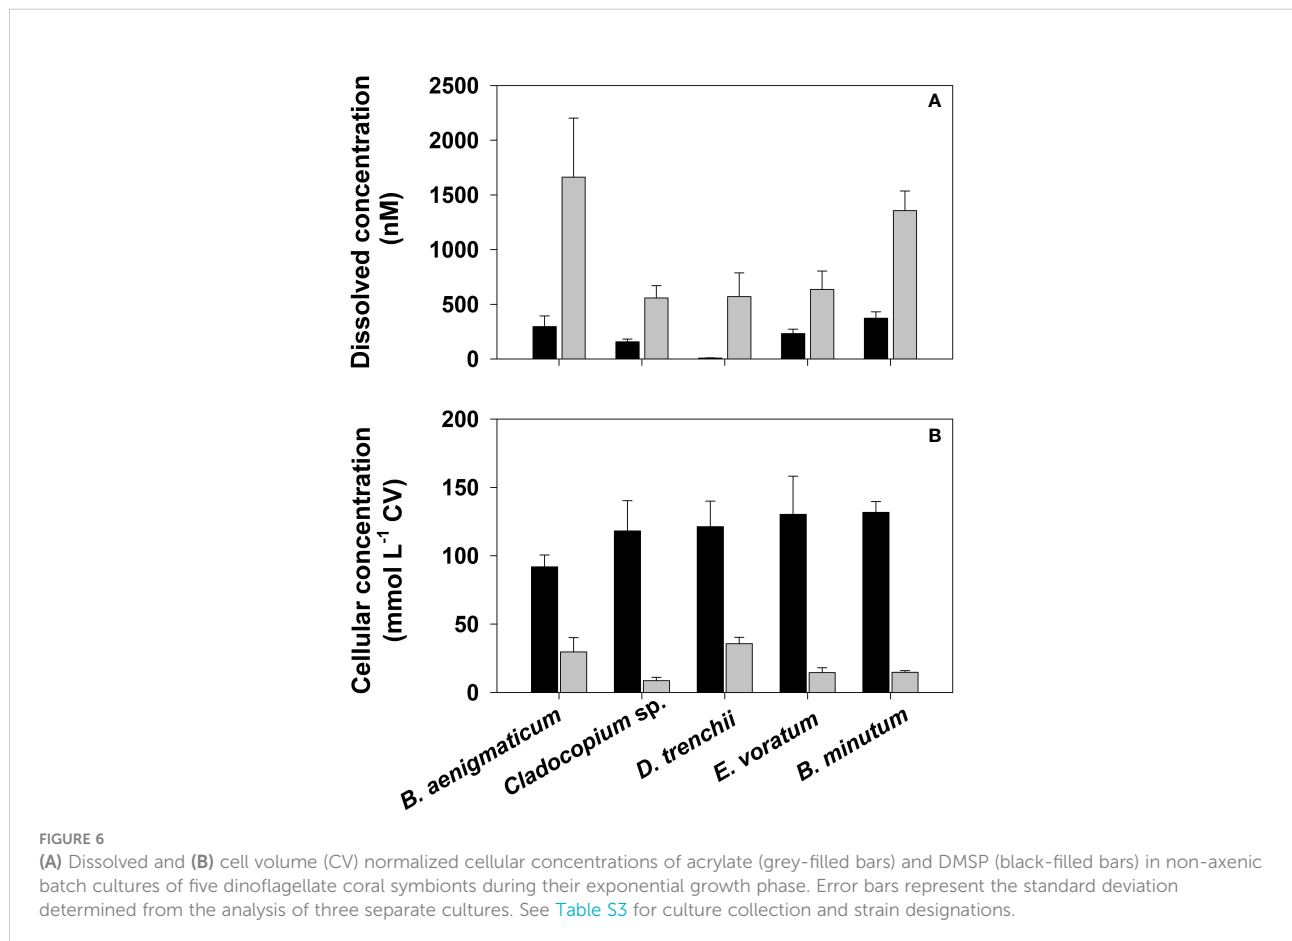 2500
A
2000
1500
1000
500
0
Dissolved concentration
(nM)
200
B
150
100
50
0
Cellular concentration
(mmol L⁻¹ CV)
B. aenigmaticum
Cladocopium sp.
D. trenchii
E. voratum
B. minutum
FIGURE 6
(A) Dissolved and (B) cell volume (CV) normalized cellular concentrations of acrylate (grey-filled bars) and DMSP (black-filled bars) in non-axenic
batch cultures of five dinoflagellate coral symbionts during their exponential growth phase. Error bars represent the standard deviation
determined from the analysis of three separate cultures. See Table S3 for culture collection and strain designations.